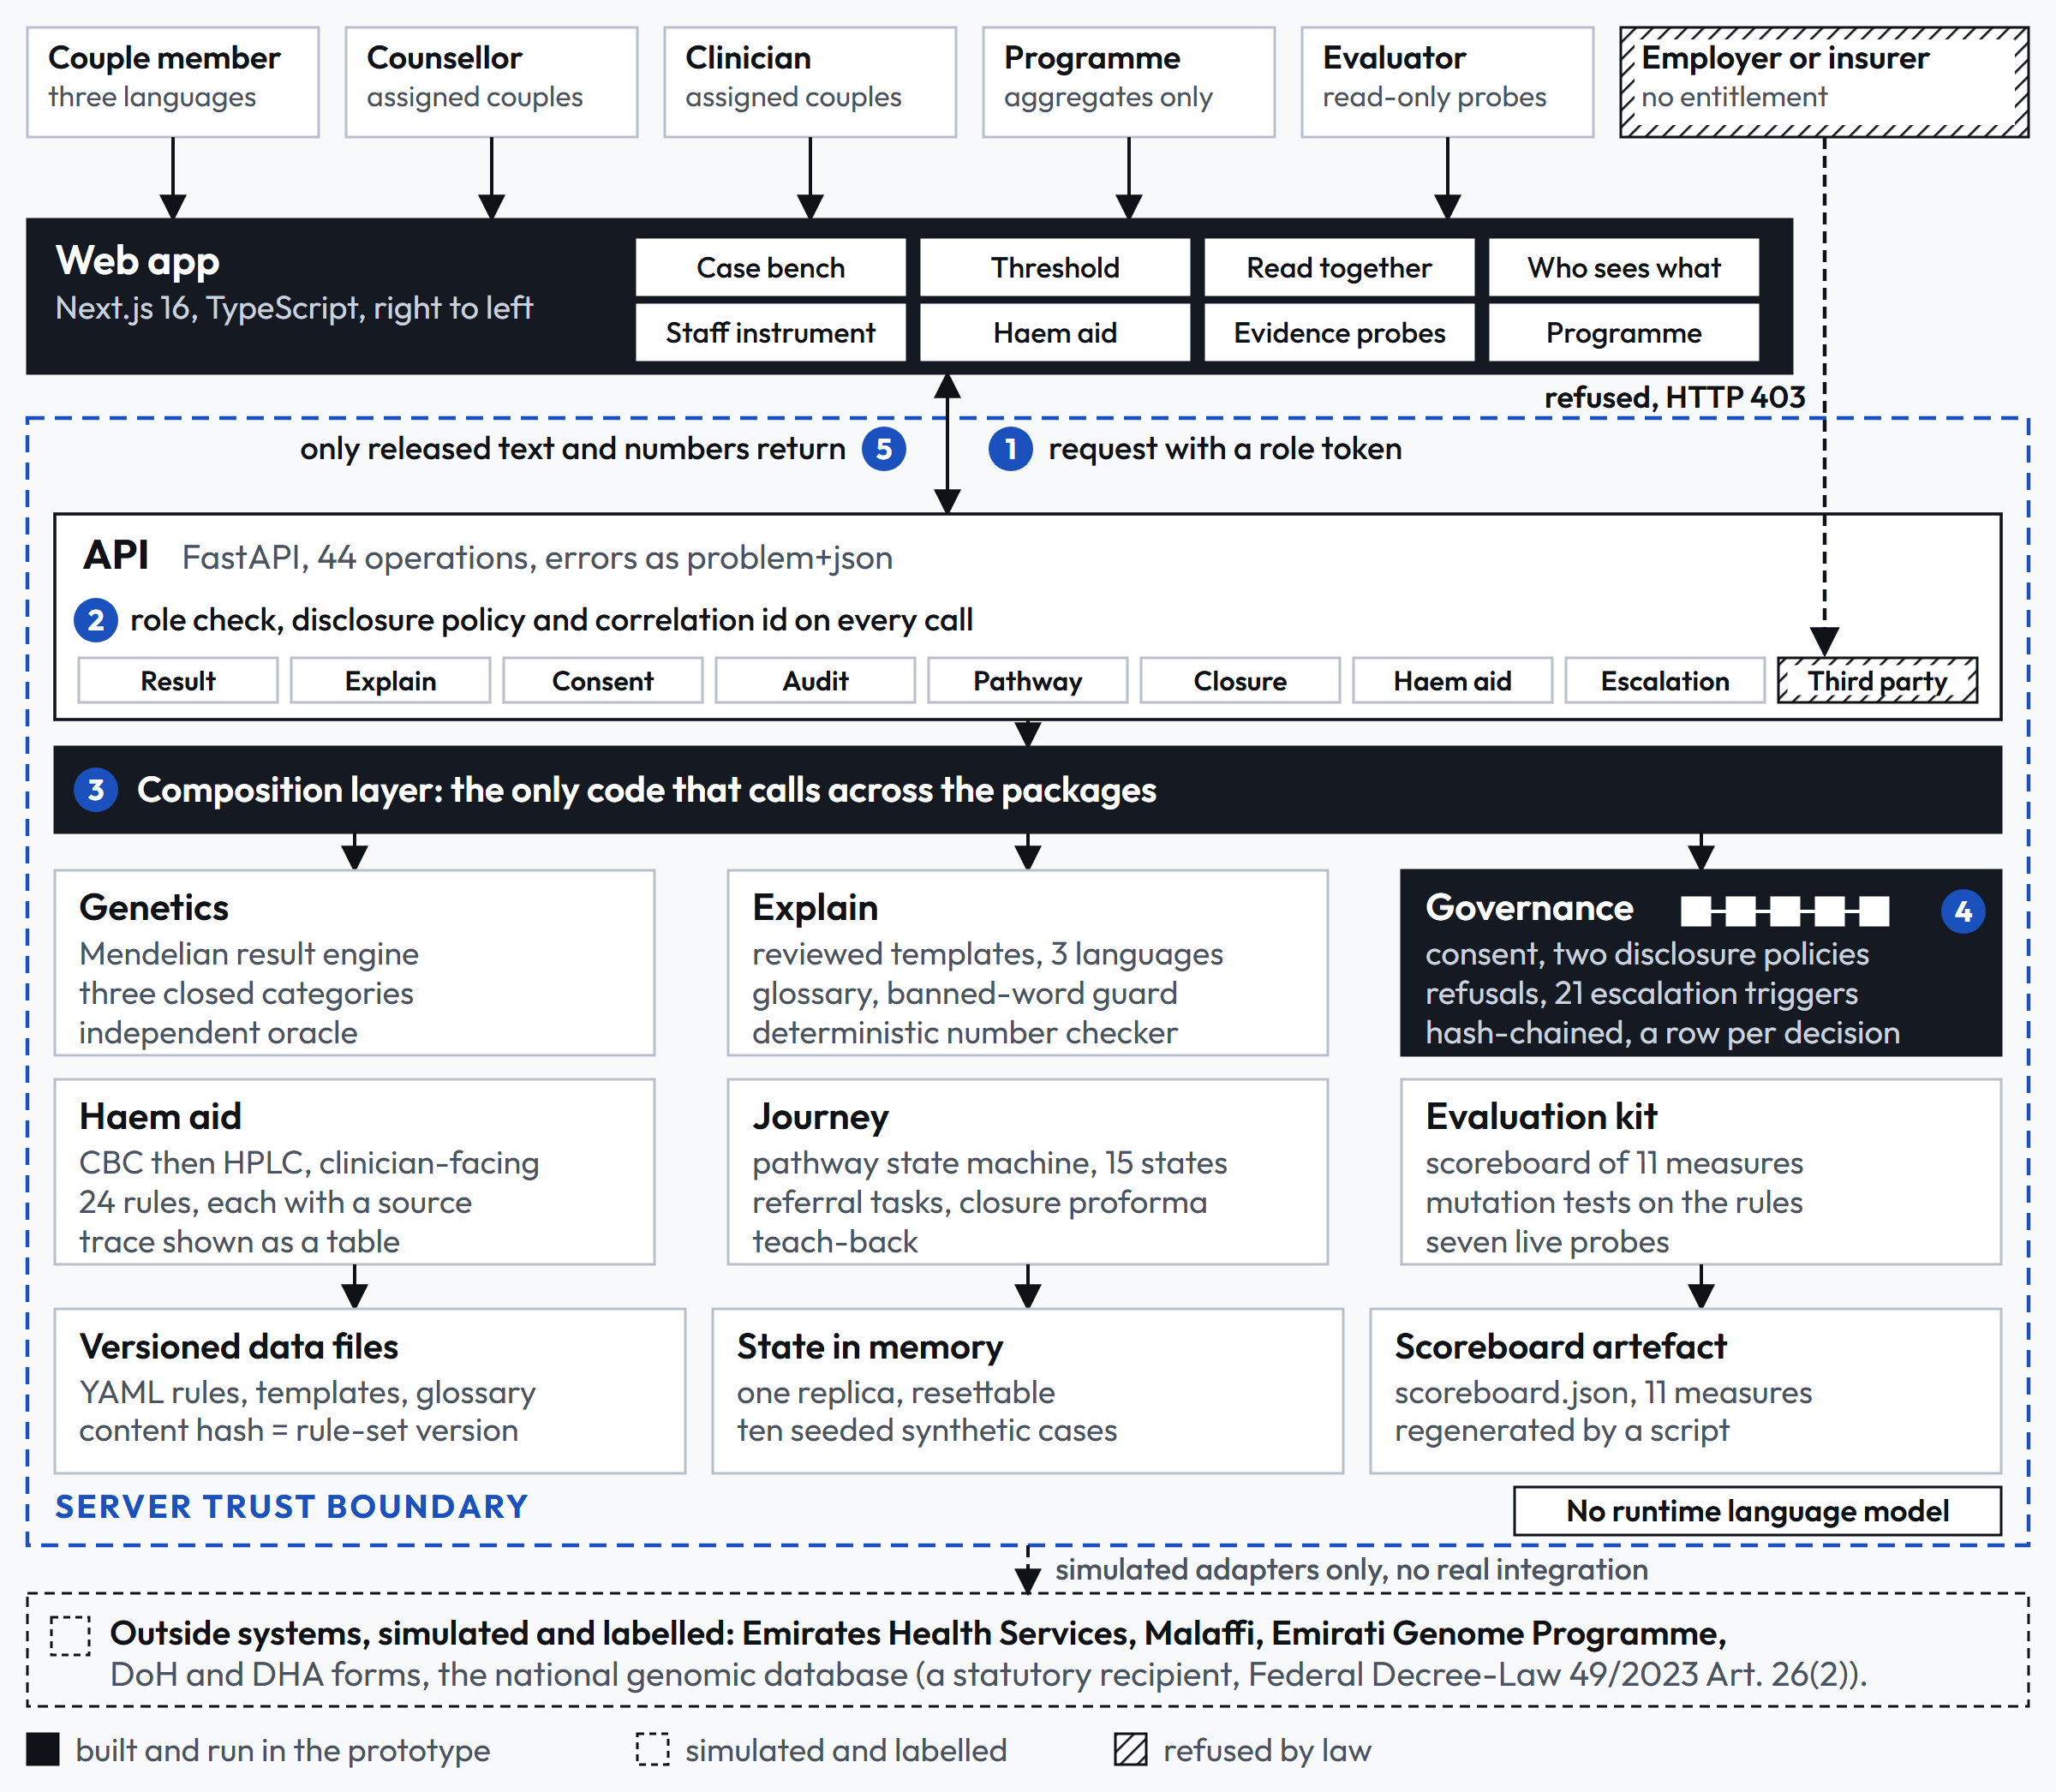 Couple member
three languages
Counsellor
assigned couples
Clinician
assigned couples
Programme
aggregates only
Evaluator
read-only probes
Employer or insurer
no entitlement
Web app
Next.js 16, TypeScript, right to left
Case bench
Threshold
Read together
Who sees what
Staff instrument
Haem aid
Evidence probes
Programme
refused, HTTP 403
only released text and numbers return 5
1 request with a role token
API FastAPI, 44 operations, errors as problem+json
2 role check, disclosure policy and correlation id on every call
Result
Explain
Consent
Audit
Pathway
Closure
Haem aid
Escalation
Third party
3 Composition layer: the only code that calls across the packages
Genetics
Mendelian result engine
three closed categories
independent oracle
Explain
reviewed templates, 3 languages
glossary, banned-word guard
deterministic number checker
Governance 4
consent, two disclosure policies
refusals, 21 escalation triggers
hash-chained, a row per decision
Haem aid
CBC then HPLC, clinician-facing
24 rules, each with a source
trace shown as a table
Journey
pathway state machine, 15 states
referral tasks, closure proforma
teach-back
Evaluation kit
scoreboard of 11 measures
mutation tests on the rules
seven live probes
Versioned data files
YAML rules, templates, glossary
content hash = rule-set version
State in memory
one replica, resettable
ten seeded synthetic cases
Scoreboard artefact
scoreboard.json, 11 measures
regenerated by a script
SERVER TRUST BOUNDARY
No runtime language model
simulated adapters only, no real integration
Outside systems, simulated and labelled: Emirates Health Services, Malaffi, Emirati Genome Programme,
DoH and DHA forms, the national genomic database (a statutory recipient, Federal Decree-Law 49/2023 Art. 26(2)).
built and run in the prototype
simulated and labelled
refused by law